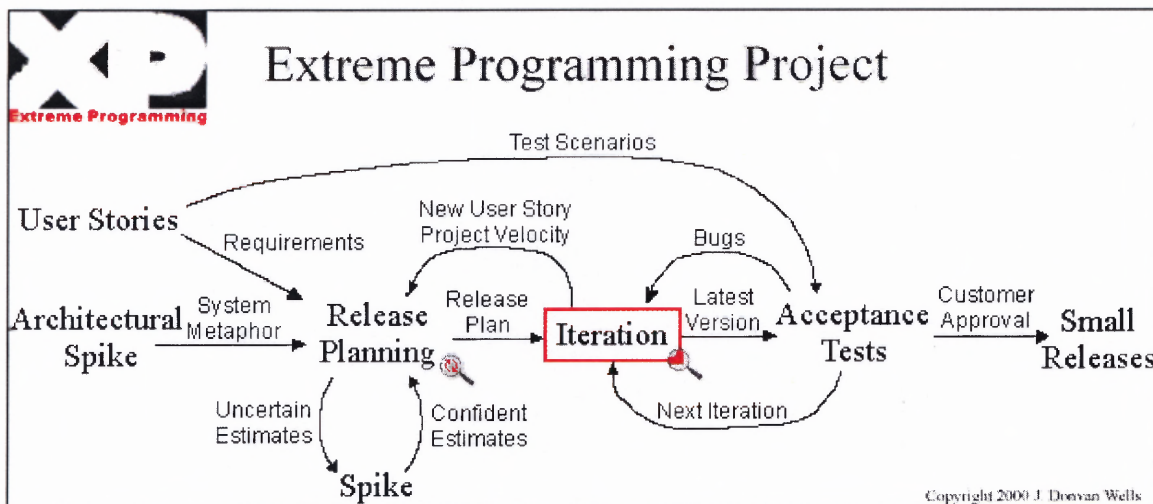 XP
Extreme Programming
Extreme Programming Project
Test Scenarios
User Stories
New User Story
Project Velocity
Requirements
Bugs
Architectural
Spike
System
Metaphor
Release
Planning
Release
Plan
Iteration
Latest
Version
Acceptance
Tests
Customer
Approval
Small
Releases
Uncertain
Estimates
Confident
Estimates
Next Iteration
Spike
Copyright 2000 J. Donvan Wells